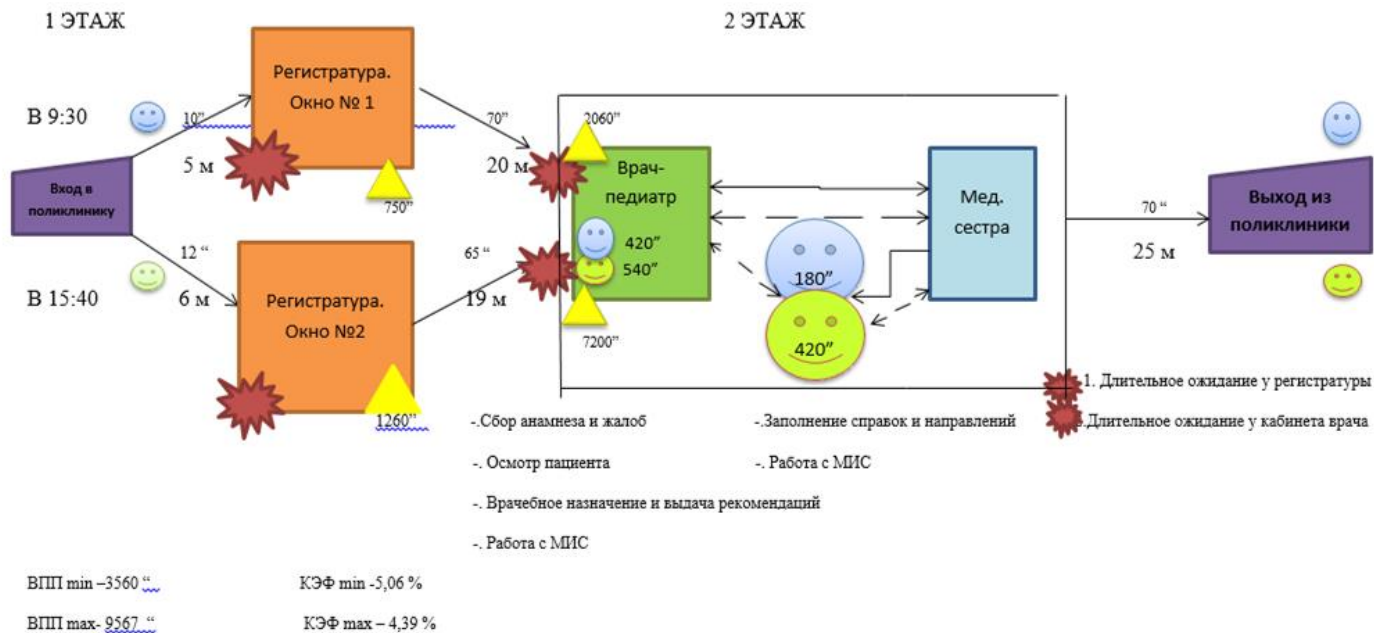 1 ЭТАЖ
2 ЭТАЖ
В 9:30
10”
5 м
Регистратура.
Окно № 1
750”
70”
20 м
Вход в
поликлинику
В 15:40
12 “
6 м
Регистратура.
Окно №2
1260”
65 “
19 м
2060”
Врач-
педиатр
420”
540”
7200”
180”
420”
Мед.
сестра
70 “
25 м
Выход из
поликлиники
1. Длительное ожидание у регистратуры
Длительное ожидание у кабинета врача
-.Сбор анамнеза и жалоб
-. Осмотр пациента
-. Врачебное назначение и выдача рекомендаций
-. Работа с МИС
-.Заполнение справок и направлений
-. Работа с МИС
ВПП min –3560 “
КЭФ min -5,06 %
ВПП max- 9567 “
КЭФ max – 4,39 %